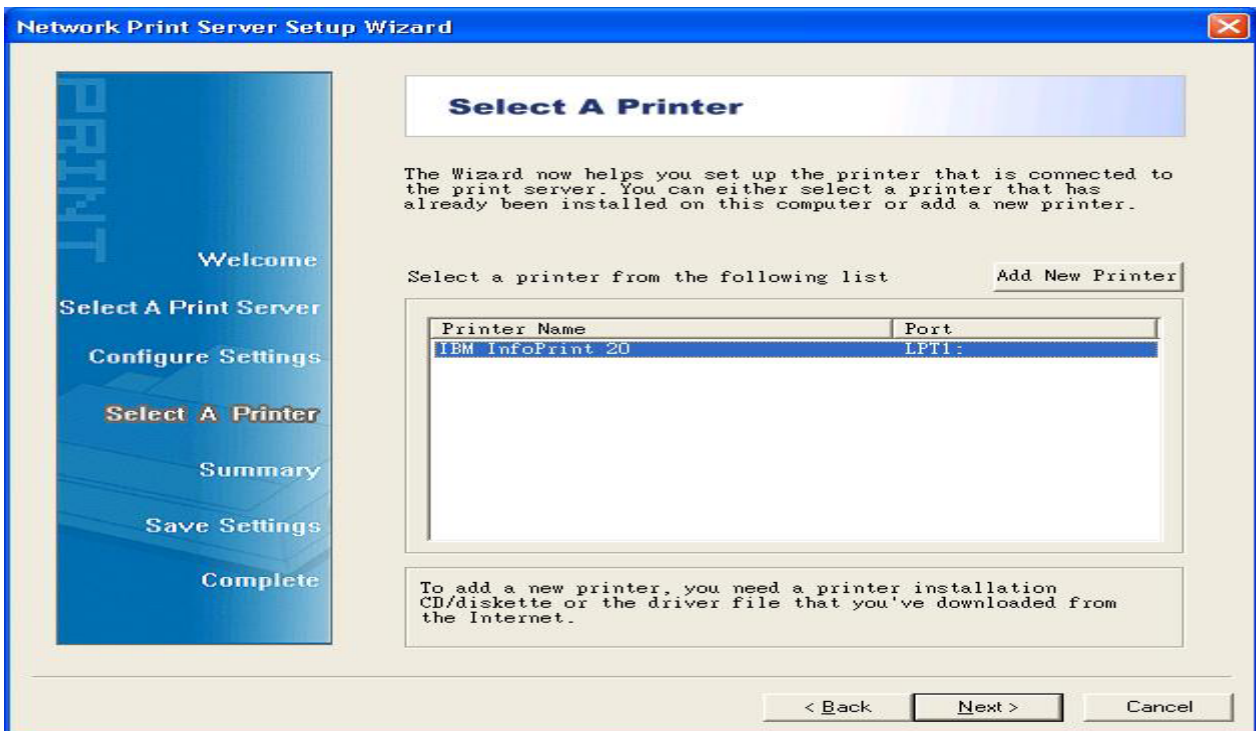 Network Print Server Setup Wizard
PRINT
Welcome
Select A Print Server
Configure Settings
Select A Printer
Summary
Save Settings
Complete
Select A Printer
The Wizard now helps you set up the printer that is connected to
the print server. You can either select a printer that has
already been installed on this computer or add a new printer.
Select a printer from the following list
Add New Printer
Printer Name Port
IBM InfoPrint 20 LPT1:
To add a new printer, you need a printer installation
CD/diskette or the driver file that you've downloaded from
the Internet.
< Back Next > Cancel